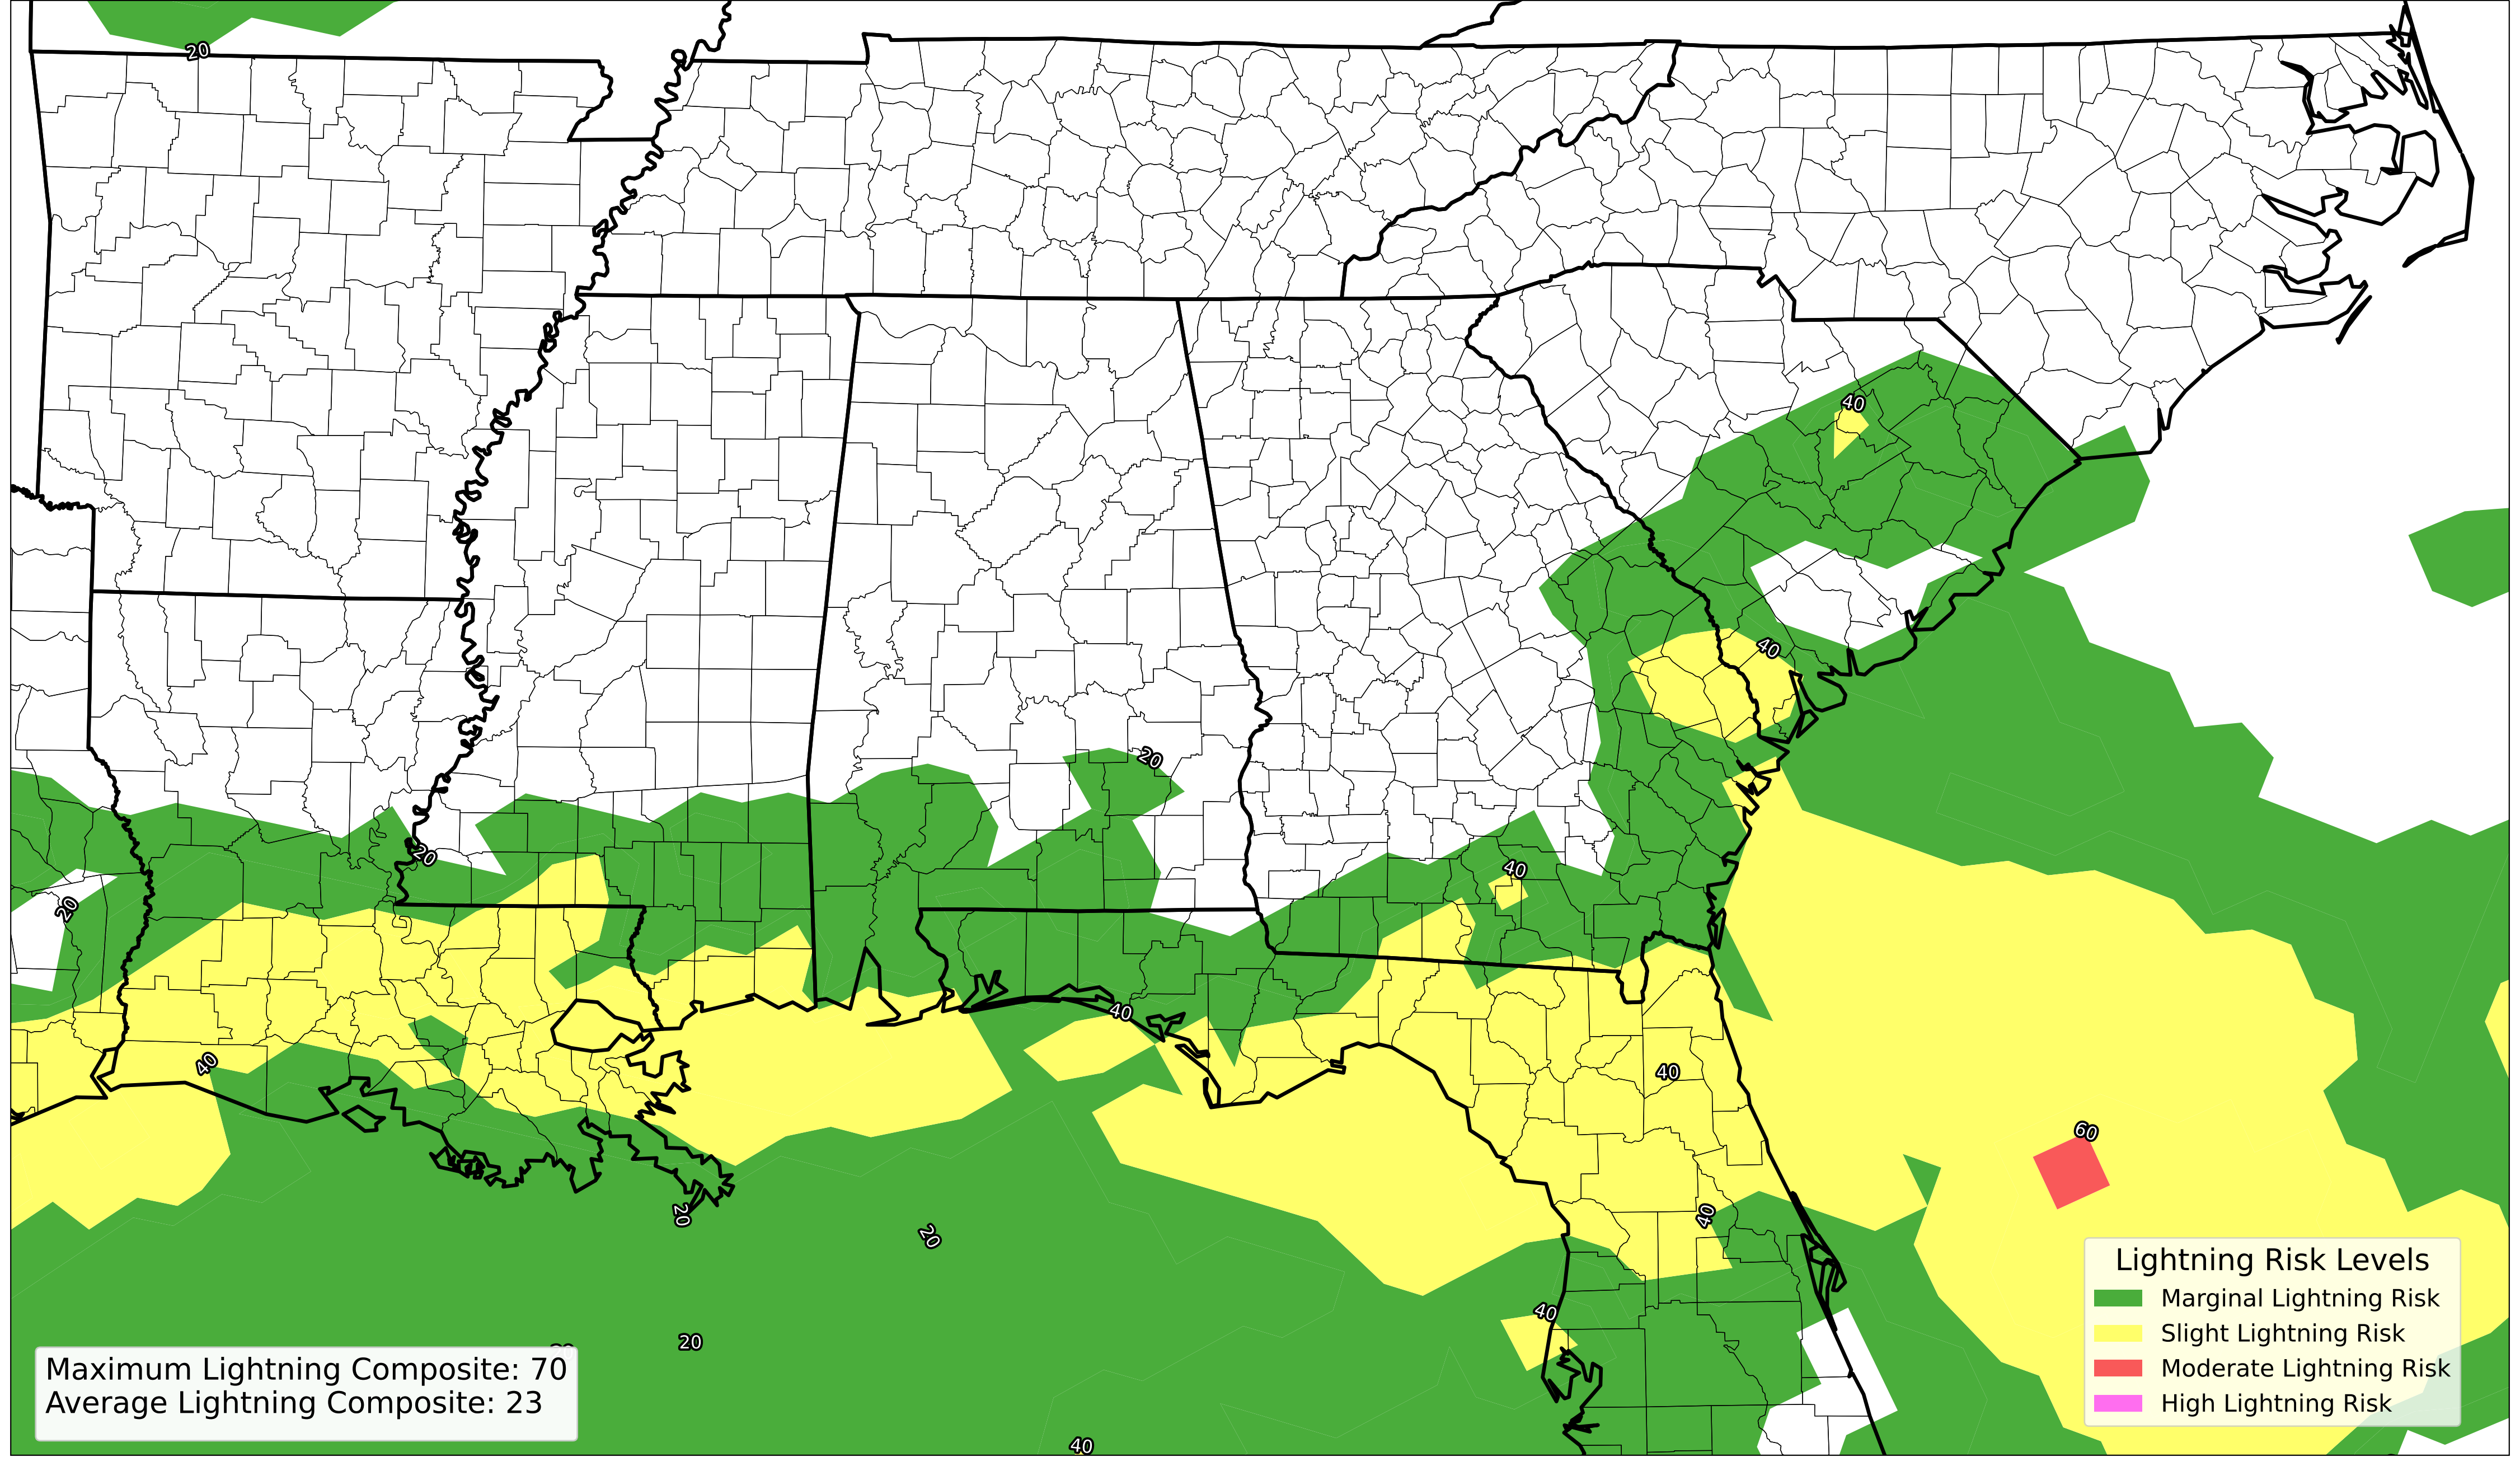 20
40
20
40
20
40
20
40
40
40
60
40
20
20
40
20
40
Lightning Risk Levels
Marginal Lightning Risk
Slight Lightning Risk
Moderate Lightning Risk
High Lightning Risk
Maximum Lightning Composite: 70
Average Lightning Composite: 23